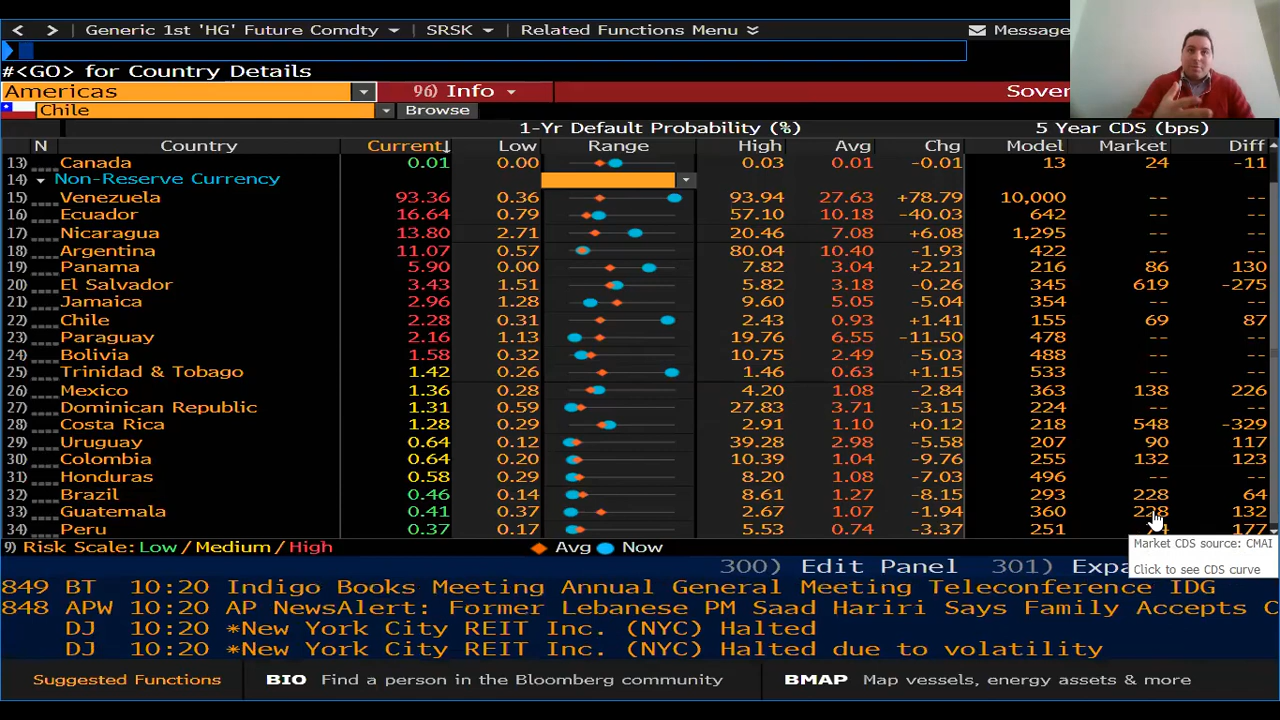 Generic 1st 'HG' Future Comdty SRSK Related Functions Menu Message
#<GO> for Country Details
Americas 96) Info Sover
Chile Browse
1-Yr Default Probability (%) 5 Year CDS (bps)
N Country Current↓ Low Range High Avg Chg Model Market Diff
13) Canada 0.01 0.00 0.03 0.01 -0.01 13 24 -11
14) Non-Reserve Currency
15) Venezuela 93.36 0.36 93.94 27.63 +78.79 10,000 -- --
16) Ecuador 16.64 0.79 57.10 10.18 -40.03 642 -- --
17) Nicaragua 13.80 2.71 20.46 7.08 +6.08 1,295 -- --
18) Argentina 11.07 0.57 80.04 10.40 -1.93 422 -- --
19) Panama 5.90 0.00 7.82 3.04 +2.21 216 86 130
20) El Salvador 3.43 1.51 5.82 3.18 -0.26 345 619 -275
21) Jamaica 2.96 1.28 9.60 5.05 -5.04 354 -- --
22) Chile 2.28 0.31 2.43 0.93 +1.41 155 69 87
23) Paraguay 2.16 1.13 19.76 6.55 -11.50 478 -- --
24) Bolivia 1.58 0.32 10.75 2.49 -5.03 488 -- --
25) Trinidad & Tobago 1.42 0.26 1.46 0.63 +1.15 533 -- --
26) Mexico 1.36 0.28 4.20 1.08 -2.84 363 138 226
27) Dominican Republic 1.31 0.59 27.83 3.71 -3.15 224 -- --
28) Costa Rica 1.28 0.29 2.91 1.10 +0.12 218 548 -329
29) Uruguay 0.64 0.12 39.28 2.98 -5.58 207 90 117
30) Colombia 0.64 0.20 10.39 1.04 -9.76 255 132 123
31) Honduras 0.58 0.29 8.20 1.08 -7.03 496 -- --
32) Brazil 0.46 0.14 8.61 1.27 -8.15 293 228 64
33) Guatemala 0.41 0.37 2.67 1.07 -1.94 360 228 132
34) Peru 0.37 0.17 5.53 0.74 -3.37 251 177
9) Risk Scale: Low / Medium / High Avg Now
Market CDS source: CMAI
Click to see CDS curve
300) Edit Panel 301) Expa
849 BT 10:20 Indigo Books Meeting Annual General Meeting Teleconference IDG
848 APW 10:20 AP NewsAlert: Former Lebanese PM Saad Hariri Says Family Accepts C
DJ 10:20 *New York City REIT Inc. (NYC) Halted
DJ 10:20 *New York City REIT Inc. (NYC) Halted due to volatility
Suggested Functions BIO Find a person in the Bloomberg community BMAP Map vessels, energy assets & more